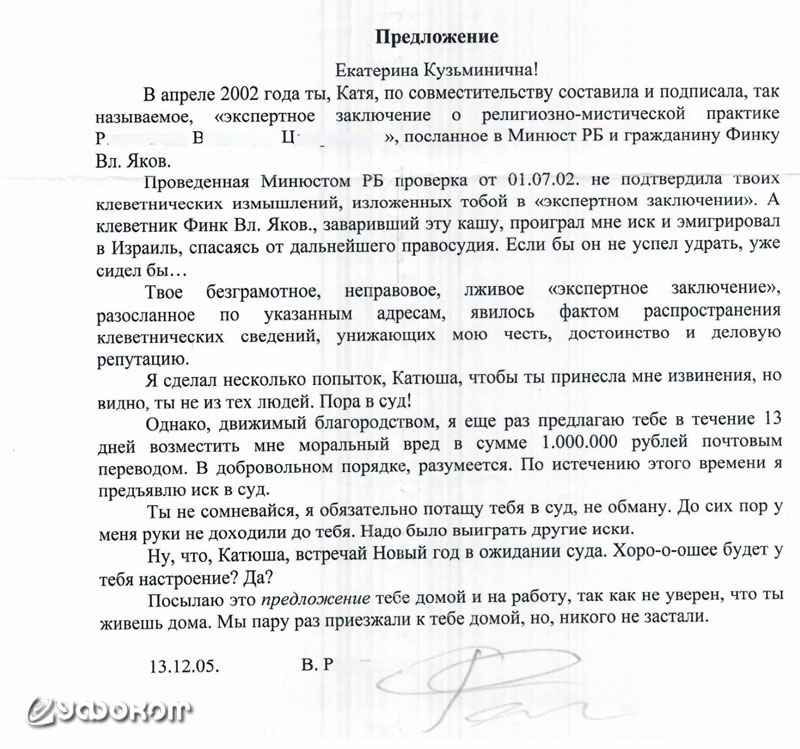 Предложение
Екатерина Кузьминична!
В апреле 2002 года ты, Катя, по совместительству составила и подписала, так
называемое, «экспертное заключение о религиозно-мистической практике
Р. В Ц », посланное в Минюст РБ и гражданину Финку
Вл. Яков.
Проведенная Минюстом РБ проверка от 01.07.02. не подтвердила твоих
клеветнических измышлений, изложенных тобой в «экспертном заключении». А
клеветник Финк Вл. Яков., заваривший эту кашу, проиграл мне иск и эмигрировал
в Израиль, спасаясь от дальнейшего правосудия. Если бы он не успел удрать, уже
сидел бы…
Твое безграмотное, неправовое, лживое «экспертное заключение»,
разосланное по указанным адресам, явилось фактом распространения
клеветнических сведений, унижающих мою честь, достоинство и деловую
репутацию.
Я сделал несколько попыток, Катюша, чтобы ты принесла мне извинения, но
видно, ты не из тех людей. Пора в суд!
Однако, движимый благородством, я еще раз предлагаю тебе в течение 13
дней возместить мне моральный вред в сумме 1.000.000 рублей почтовым
переводом. В добровольном порядке, разумеется. По истечению этого времени я
предъявлю иск в суд.
Ты не сомневайся, я обязательно потащу тебя в суд, не обману. До сих пор у
меня руки не доходили до тебя. Надо было выиграть другие иски.
Ну, что, Катюша, встречай Новый год в ожидании суда. Хоро-о-ошее будет у
тебя настроение? Да?
Посылаю это предложение тебе домой и на работу, так как не уверен, что ты
живешь дома. Мы пару раз приезжали к тебе домой, но, никого не застали.
13.12.05. В. Р
уфоком